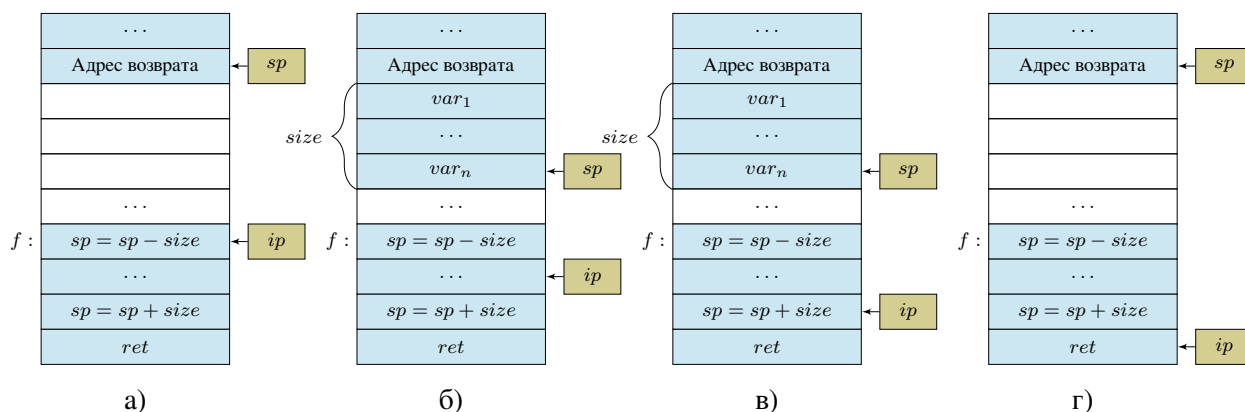 ...
Адрес возврата
sp
...
f :
sp = sp − size
ip
...
sp = sp + size
ret
а)
...
Адрес возврата
size
var₁
...
varₙ
sp
...
f :
sp = sp − size
...
ip
sp = sp + size
ret
б)
...
Адрес возврата
size
var₁
...
varₙ
sp
...
f :
sp = sp − size
...
sp = sp + size
ip
ret
в)
...
Адрес возврата
sp
...
f :
sp = sp − size
...
sp = sp + size
ret
ip
г)